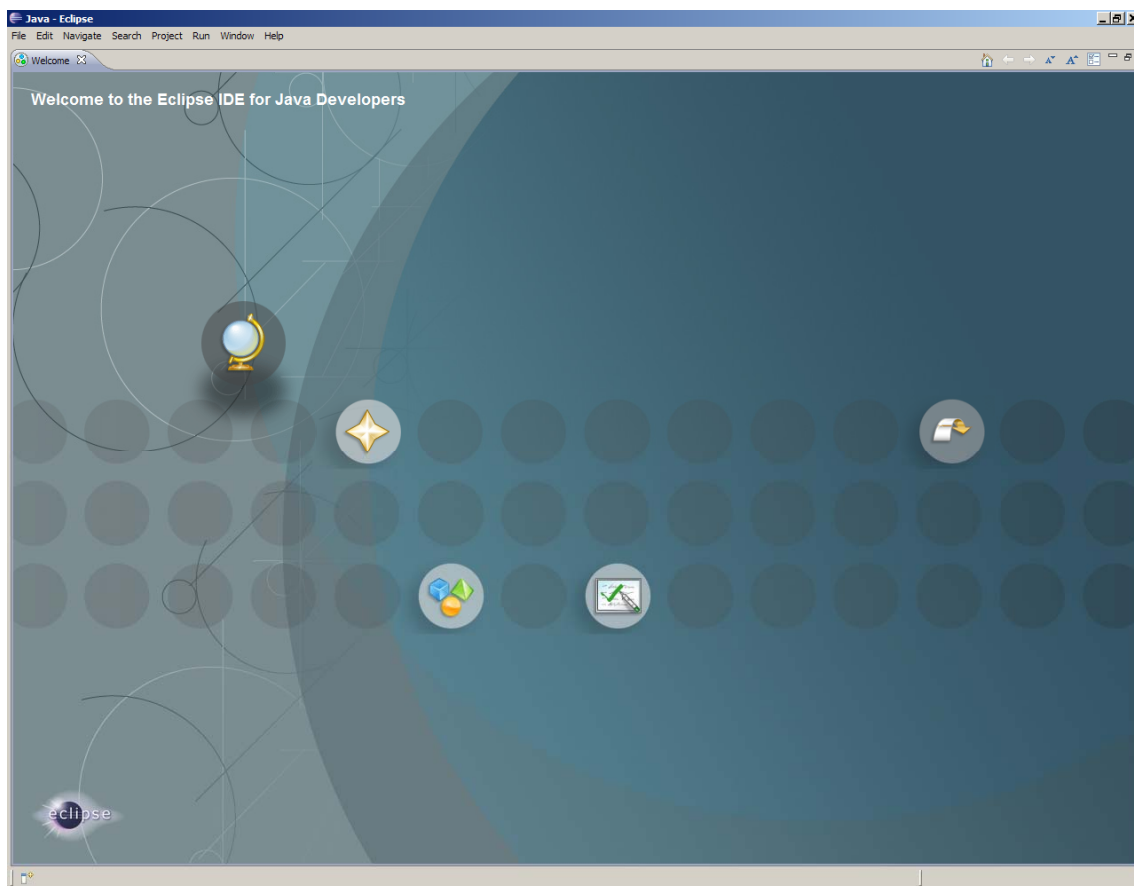 Java - Eclipse
File Edit Navigate Search Project Run Window Help
Welcome
Welcome to the Eclipse IDE for Java Developers
eclipse